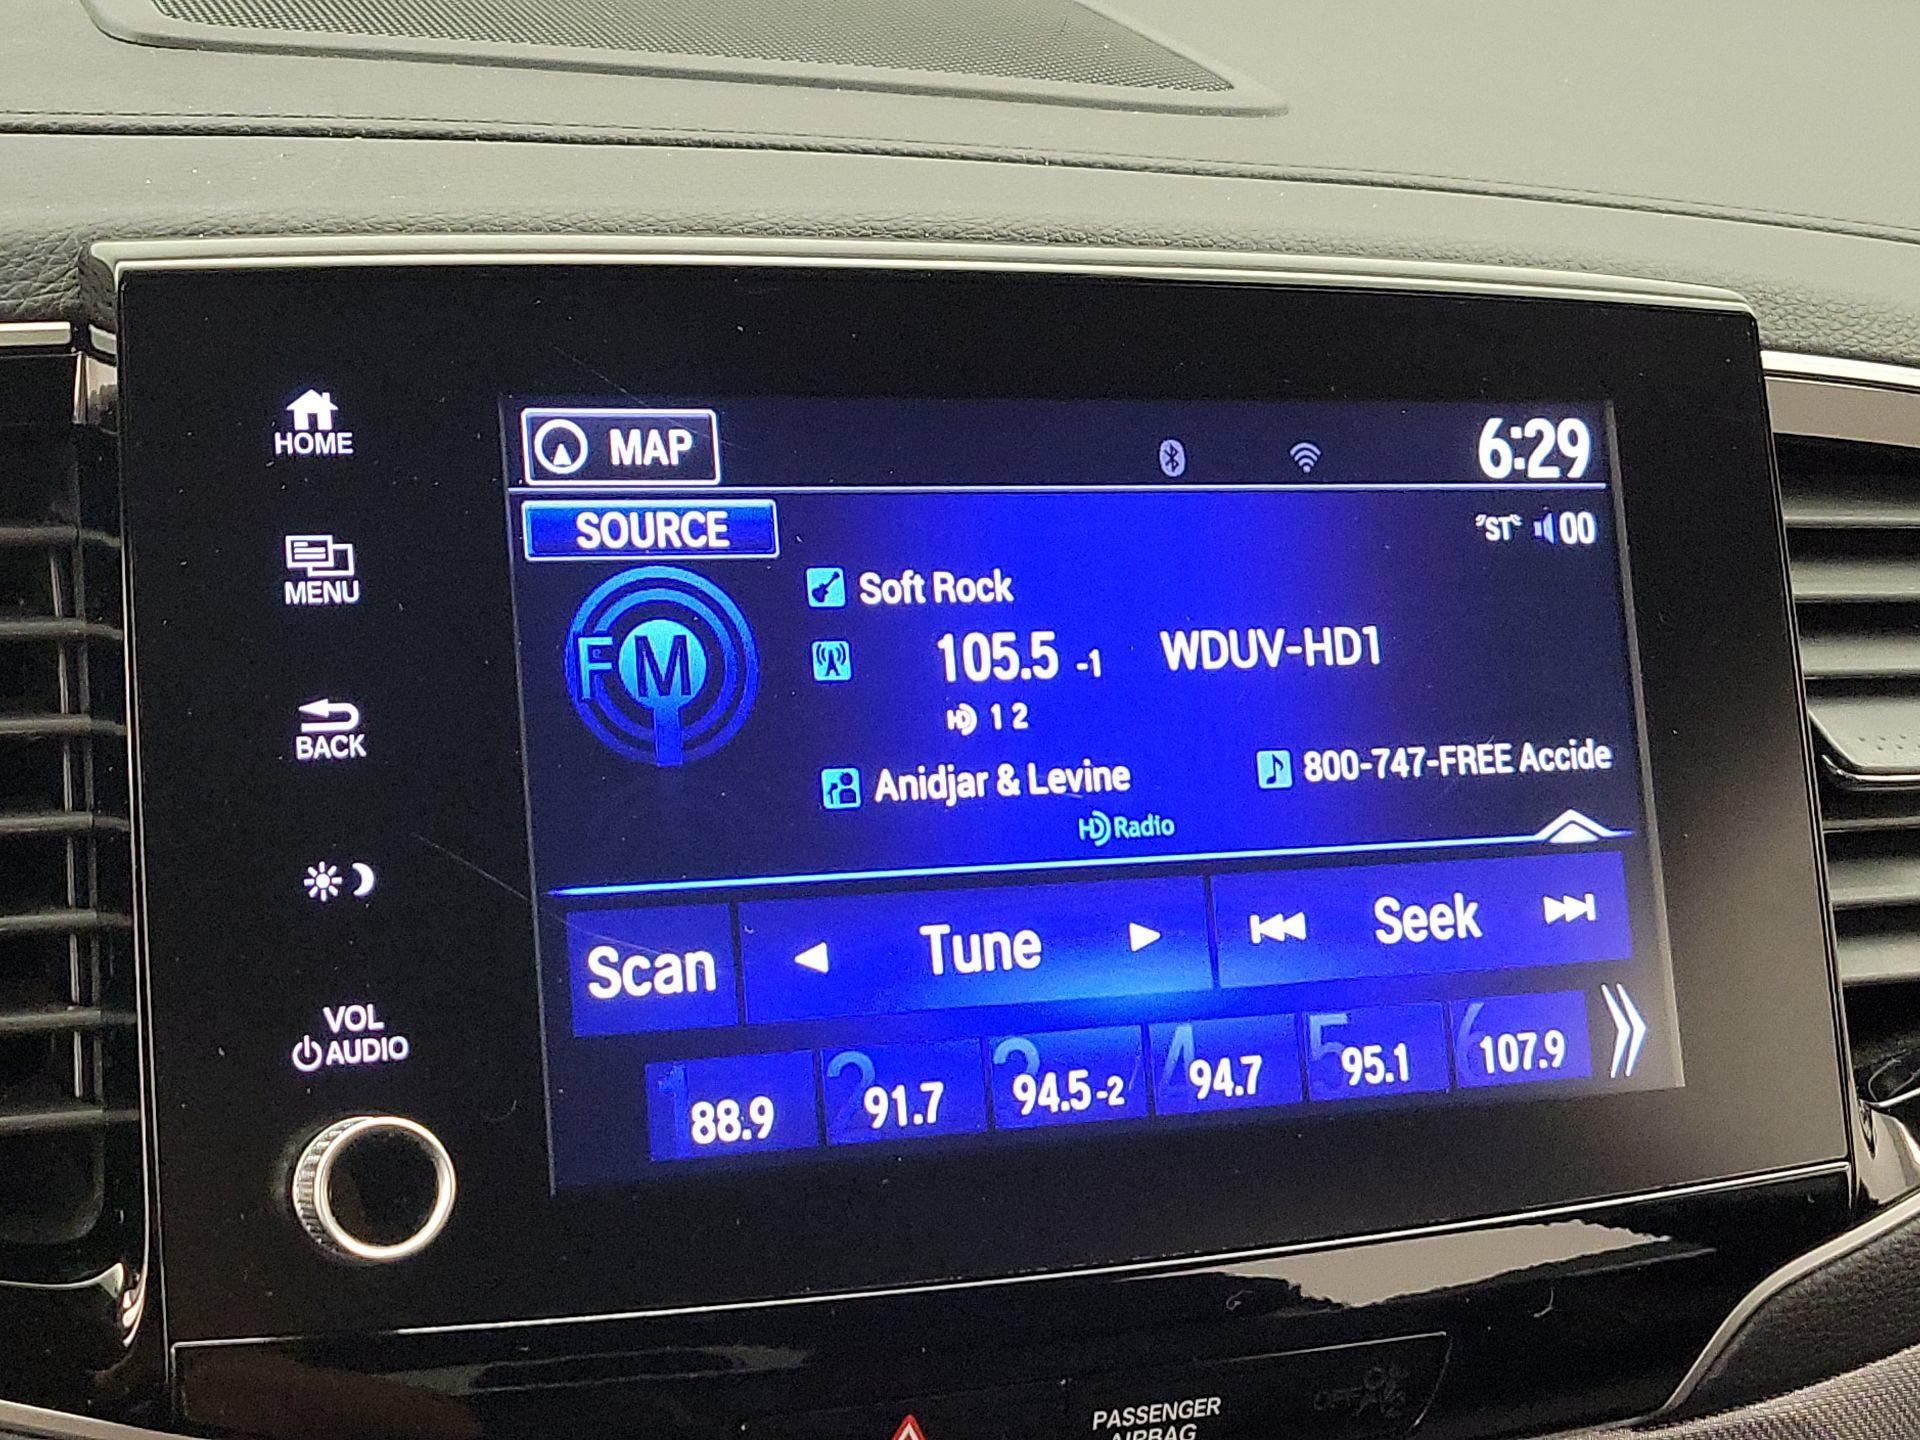 HOME
MENU
BACK
VOL
AUDIO
MAP
6:29
SOURCE
ST 00
Soft Rock
FM
105.5 -1 WDUV-HD1
HD 1 2
Anidjar & Levine
800-747-FREE Accide
HD Radio
Scan
Tune
Seek
1 88.9
2 91.7
3 94.5-2
4 94.7
5 95.1
6 107.9
PASSENGER
AIRBAG